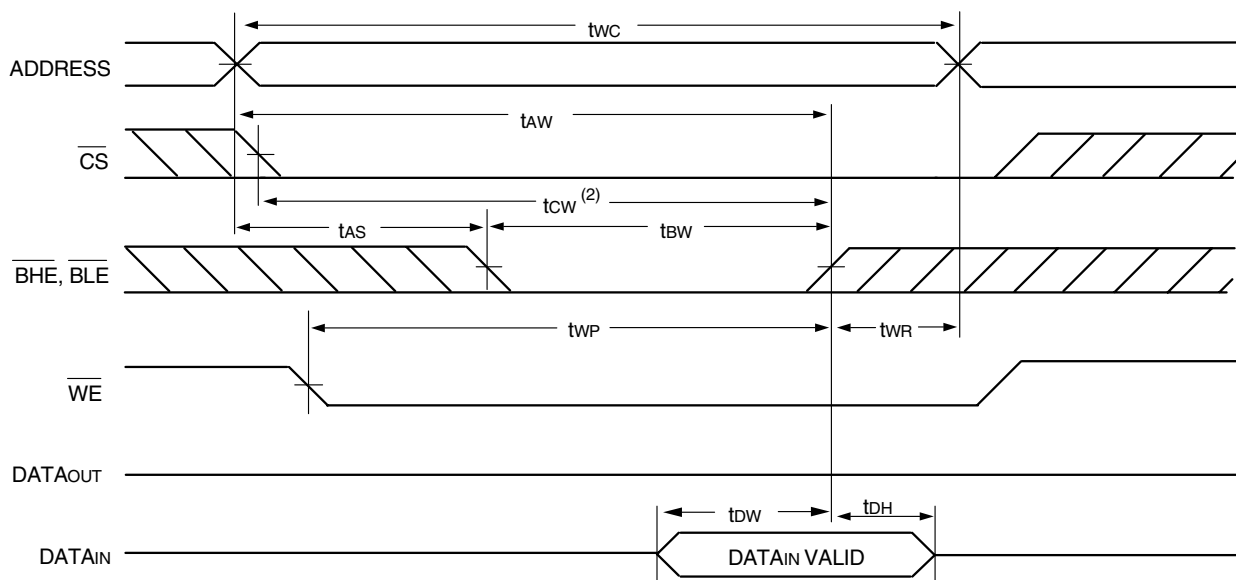 tWC
ADDRESS
tAW
CS
tCW (2)
tAS
tBW
BHE, BLE
tWP
tWR
WE
DATAOUT
tDW
tDH
DATAIN
DATAIN VALID